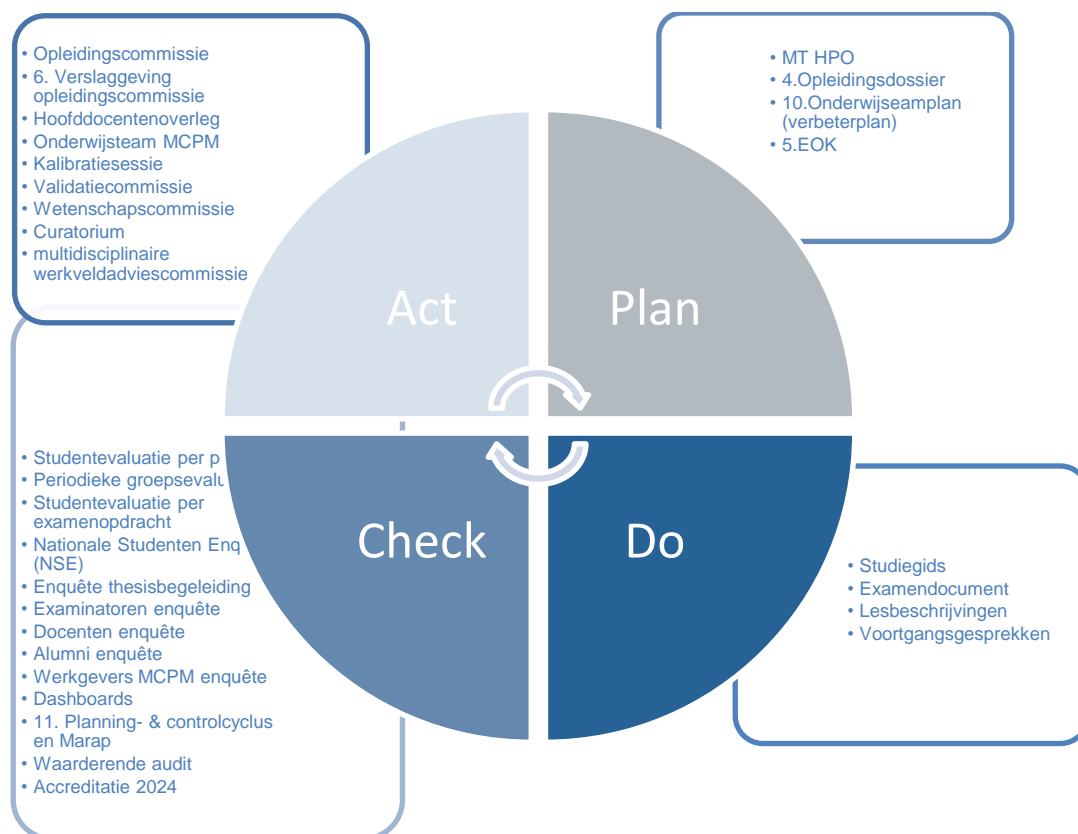 • Opleidingscommissie
• 6. Verslaggeving
opleidingscommissie
• Hoofddocentenoverleg
• Onderwijsteam MCPM
• Kalibratiesessie
• Validatiecommissie
• Wetenschapscommissie
• Curatorium
• multidisciplinaire
werkveldadviescommissie
• MT HPO
• 4.Opleidingsdossier
• 10.Onderwijseamplan
(verbeterplan)
• 5.EOK
Act
Plan
Check
Do
• Studentevaluatie per
• Periodieke
• Studentevaluatie per
examenopdracht
• Nationale Studenten
(NSE)
• Enquête thesisbegeleiding
• Examinatoren enquête
• Docenten enquête
• Alumni enquête
• Werkgevers MCPM enquête
• Dashboards
• 11. Planning- & controlcyclus
en Marap
• Waarderende audit
• Accreditatie 2024
• Studiegids
• Examendocument
• Lesbeschrijvingen
• Voortgangsgesprekken